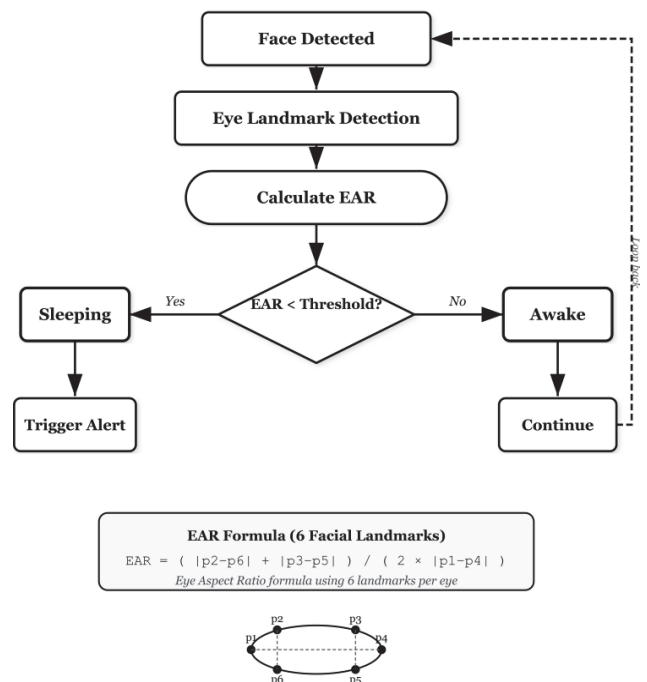 Face Detected
Eye Landmark Detection
Calculate EAR
EAR < Threshold?
Yes
No
Sleeping
Awake
Trigger Alert
Continue
Loop back
EAR Formula (6 Facial Landmarks)
EAR = ( |p2-p6| + |p3-p5| ) / ( 2 × |p1-p4| )
Eye Aspect Ratio formula using 6 landmarks per eye
p2 p3
p1 p4
p6 p5